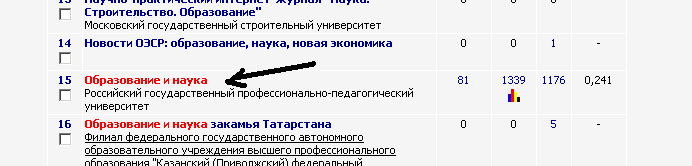 Научно-практический Интернет-журнал "Наука.
Строительство. Образование"
Московский государственный строительный университет
14 Новости ОЭСР: образование, наука, новая экономика 0 0 1 -
15 Образование и наука 81 1339 1176 0,241
Российский государственный профессионально-педагогический
университет
16 Образование и наука закамья Татарстана 0 0 5 -
Филиал федерального государственного автономного
образовательного учреждения высшего профессионального
образования "Казанский (Приволжский) федеральный